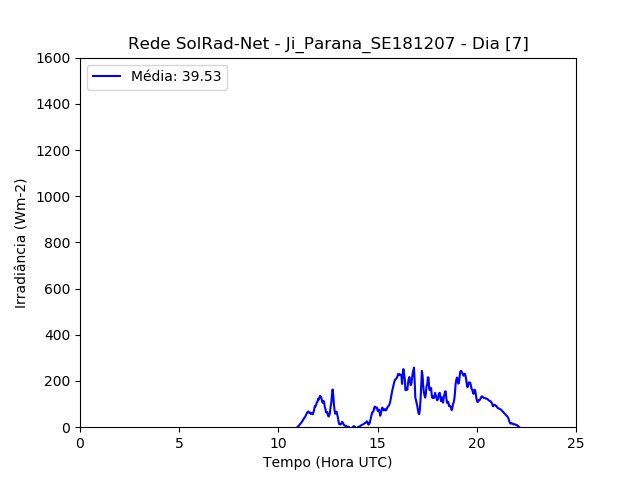 Rede SolRad-Net - Ji_Parana_SE181207 - Dia [7]
Média: 39.53
Irradiância (Wm-2)
1600
1400
1200
1000
800
600
400
200
0
0 5 10 15 20 25
Tempo (Hora UTC)